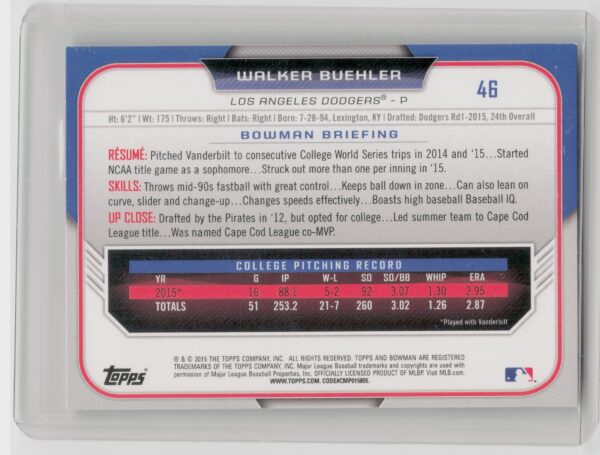 WALKER BUEHLER
46
LOS ANGELES DODGERS® - P
Ht: 6'2" | Wt: 175 | Throws: Right | Bats: Right | Born: 7-28-94, Lexington, KY | Drafted: Dodgers Rd1-2015, 24th Overall
BOWMAN BRIEFING
RÉSUMÉ: Pitched Vanderbilt to consecutive College World Series trips in 2014 and '15...Started
NCAA title game as a sophomore...Struck out more than one per inning in '15.
SKILLS: Throws mid-90s fastball with great control...Keeps ball down in zone...Can also lean on
curve, slider and change-up...Changes speeds effectively...Boasts high baseball Baseball IQ.
UP CLOSE: Drafted by the Pirates in '12, but opted for college...Led summer team to Cape Cod
League title...Was named Cape Cod League co-MVP.
COLLEGE PITCHING RECORD
YR G IP W-L SO SO/BB WHIP ERA
2015* 16 88.1 5-2 92 3.07 1.30 2.95
TOTALS 51 253.2 21-7 260 3.02 1.26 2.87
*Played with Vanderbilt
® & © 2015 THE TOPPS COMPANY, INC. ALL RIGHTS RESERVED. TOPPS AND BOWMAN ARE REGISTERED
TRADEMARKS OF THE TOPPS COMPANY, INC. Major League Baseball trademarks and copyrights are used with
permission of Major League Baseball Properties, Inc. OFFICIALLY LICENSED PRODUCT OF MLBP. Visit MLB.com.
WWW.TOPPS.COM. CODE#CMP015805.
TOPPS®